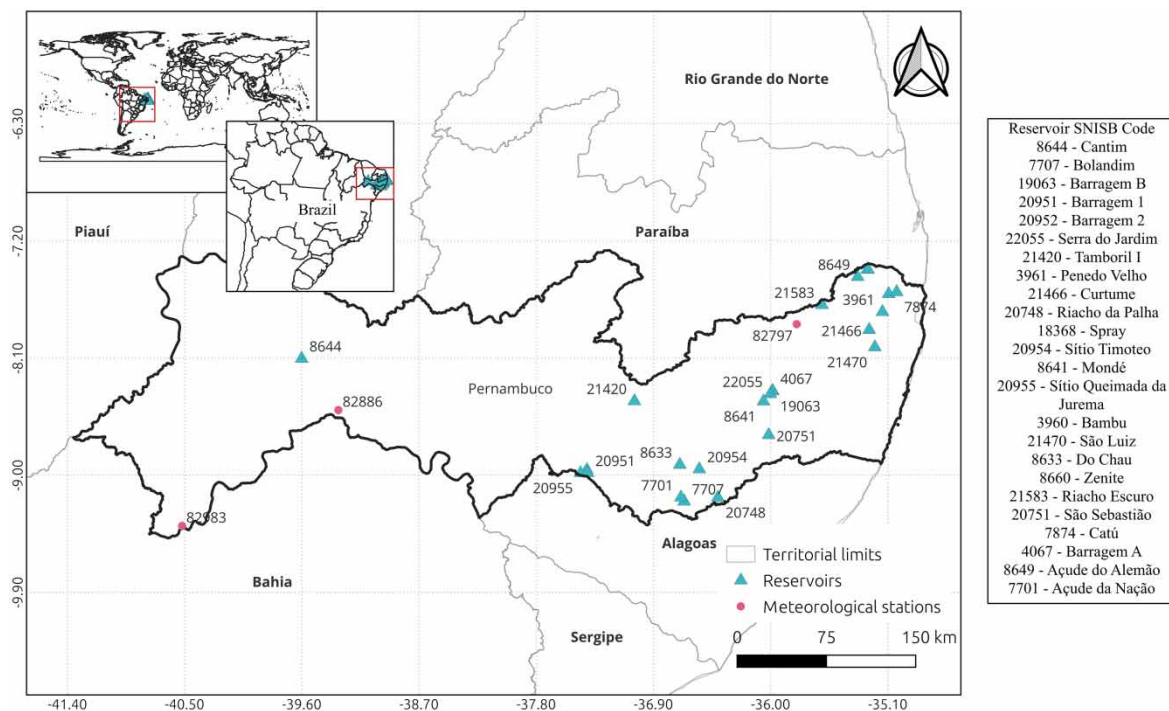 Rio Grande do Norte
Brazil
Piauí
Paraíba
8649
21583
3961
7874
82797
21466
8644
21470
Pernambuco
22055
4067
21420
82886
8641
19063
20751
8633
20954
20951
20955
7701
7707
20748
82983
Alagoas
Bahia
Sergipe
Territorial limits
Reservoirs
Meteorological stations
0 75 150 km
-6.30
-7.20
-8.10
-9.00
-9.90
-41.40 -40.50 -39.60 -38.70 -37.80 -36.90 -36.00 -35.10
Reservoir SNISB Code
8644 - Cantim
7707 - Bolandim
19063 - Barragem B
20951 - Barragem 1
20952 - Barragem 2
22055 - Serra do Jardim
21420 - Tamboril I
3961 - Penedo Velho
21466 - Curtume
20748 - Riacho da Palha
18368 - Spray
20954 - Sítio Timoteo
8641 - Mondé
20955 - Sítio Queimada da
Jurema
3960 - Bambu
21470 - São Luiz
8633 - Do Chau
8660 - Zenite
21583 - Riacho Escuro
20751 - São Sebastião
7874 - Catú
4067 - Barragem A
8649 - Açude do Alemão
7701 - Açude da Nação